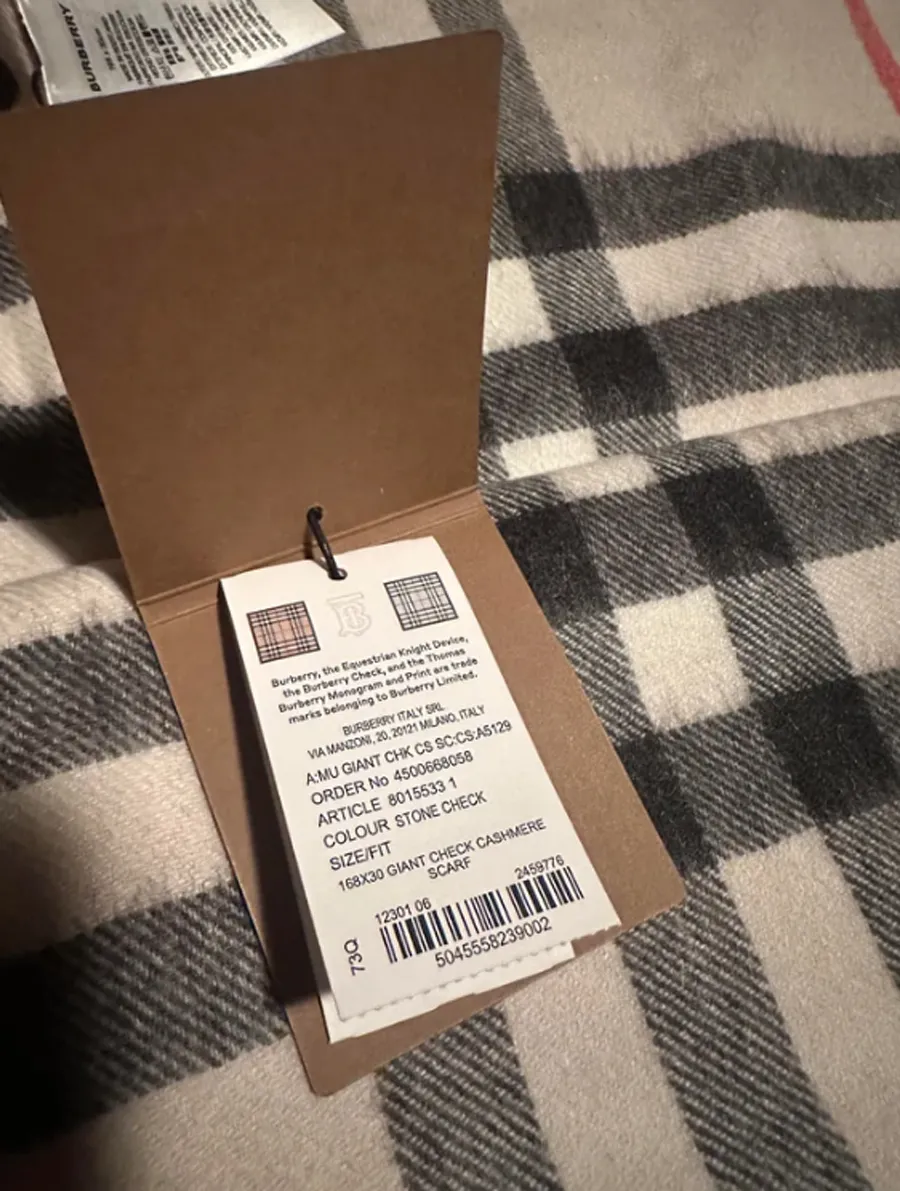 BURBERRY
Burberry, the Equestrian Knight Device,
the Burberry Check, and the Thomas
Burberry Monogram and Print are trade
marks belonging to Burberry Limited.
BURBERRY ITALY SRL
VIA MANZONI, 20, 20121 MILANO, ITALY
A:MU GIANT CHK CS SC:CS:A5129
ORDER No 4500668058
ARTICLE 8015533 1
COLOUR STONE CHECK
SIZE/FIT
168X30 GIANT CHECK CASHMERE
SCARF
12301 06 2459776
73Q
5045558239002